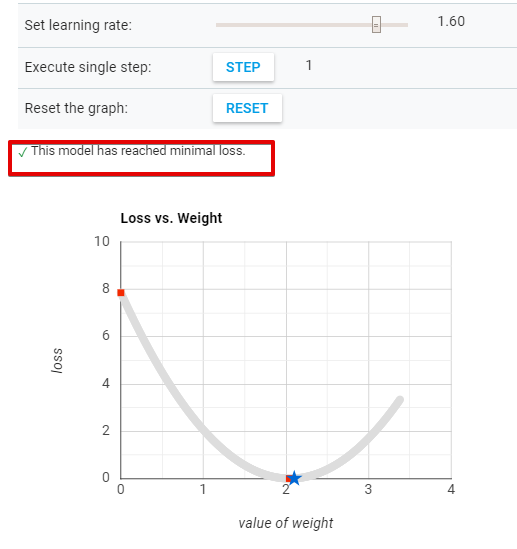 Set learning rate: 1.60
Execute single step: STEP 1
Reset the graph: RESET
✓ This model has reached minimal loss.
Loss vs. Weight
10
8
6
4
2
0
loss
0 1 2 3 4
value of weight